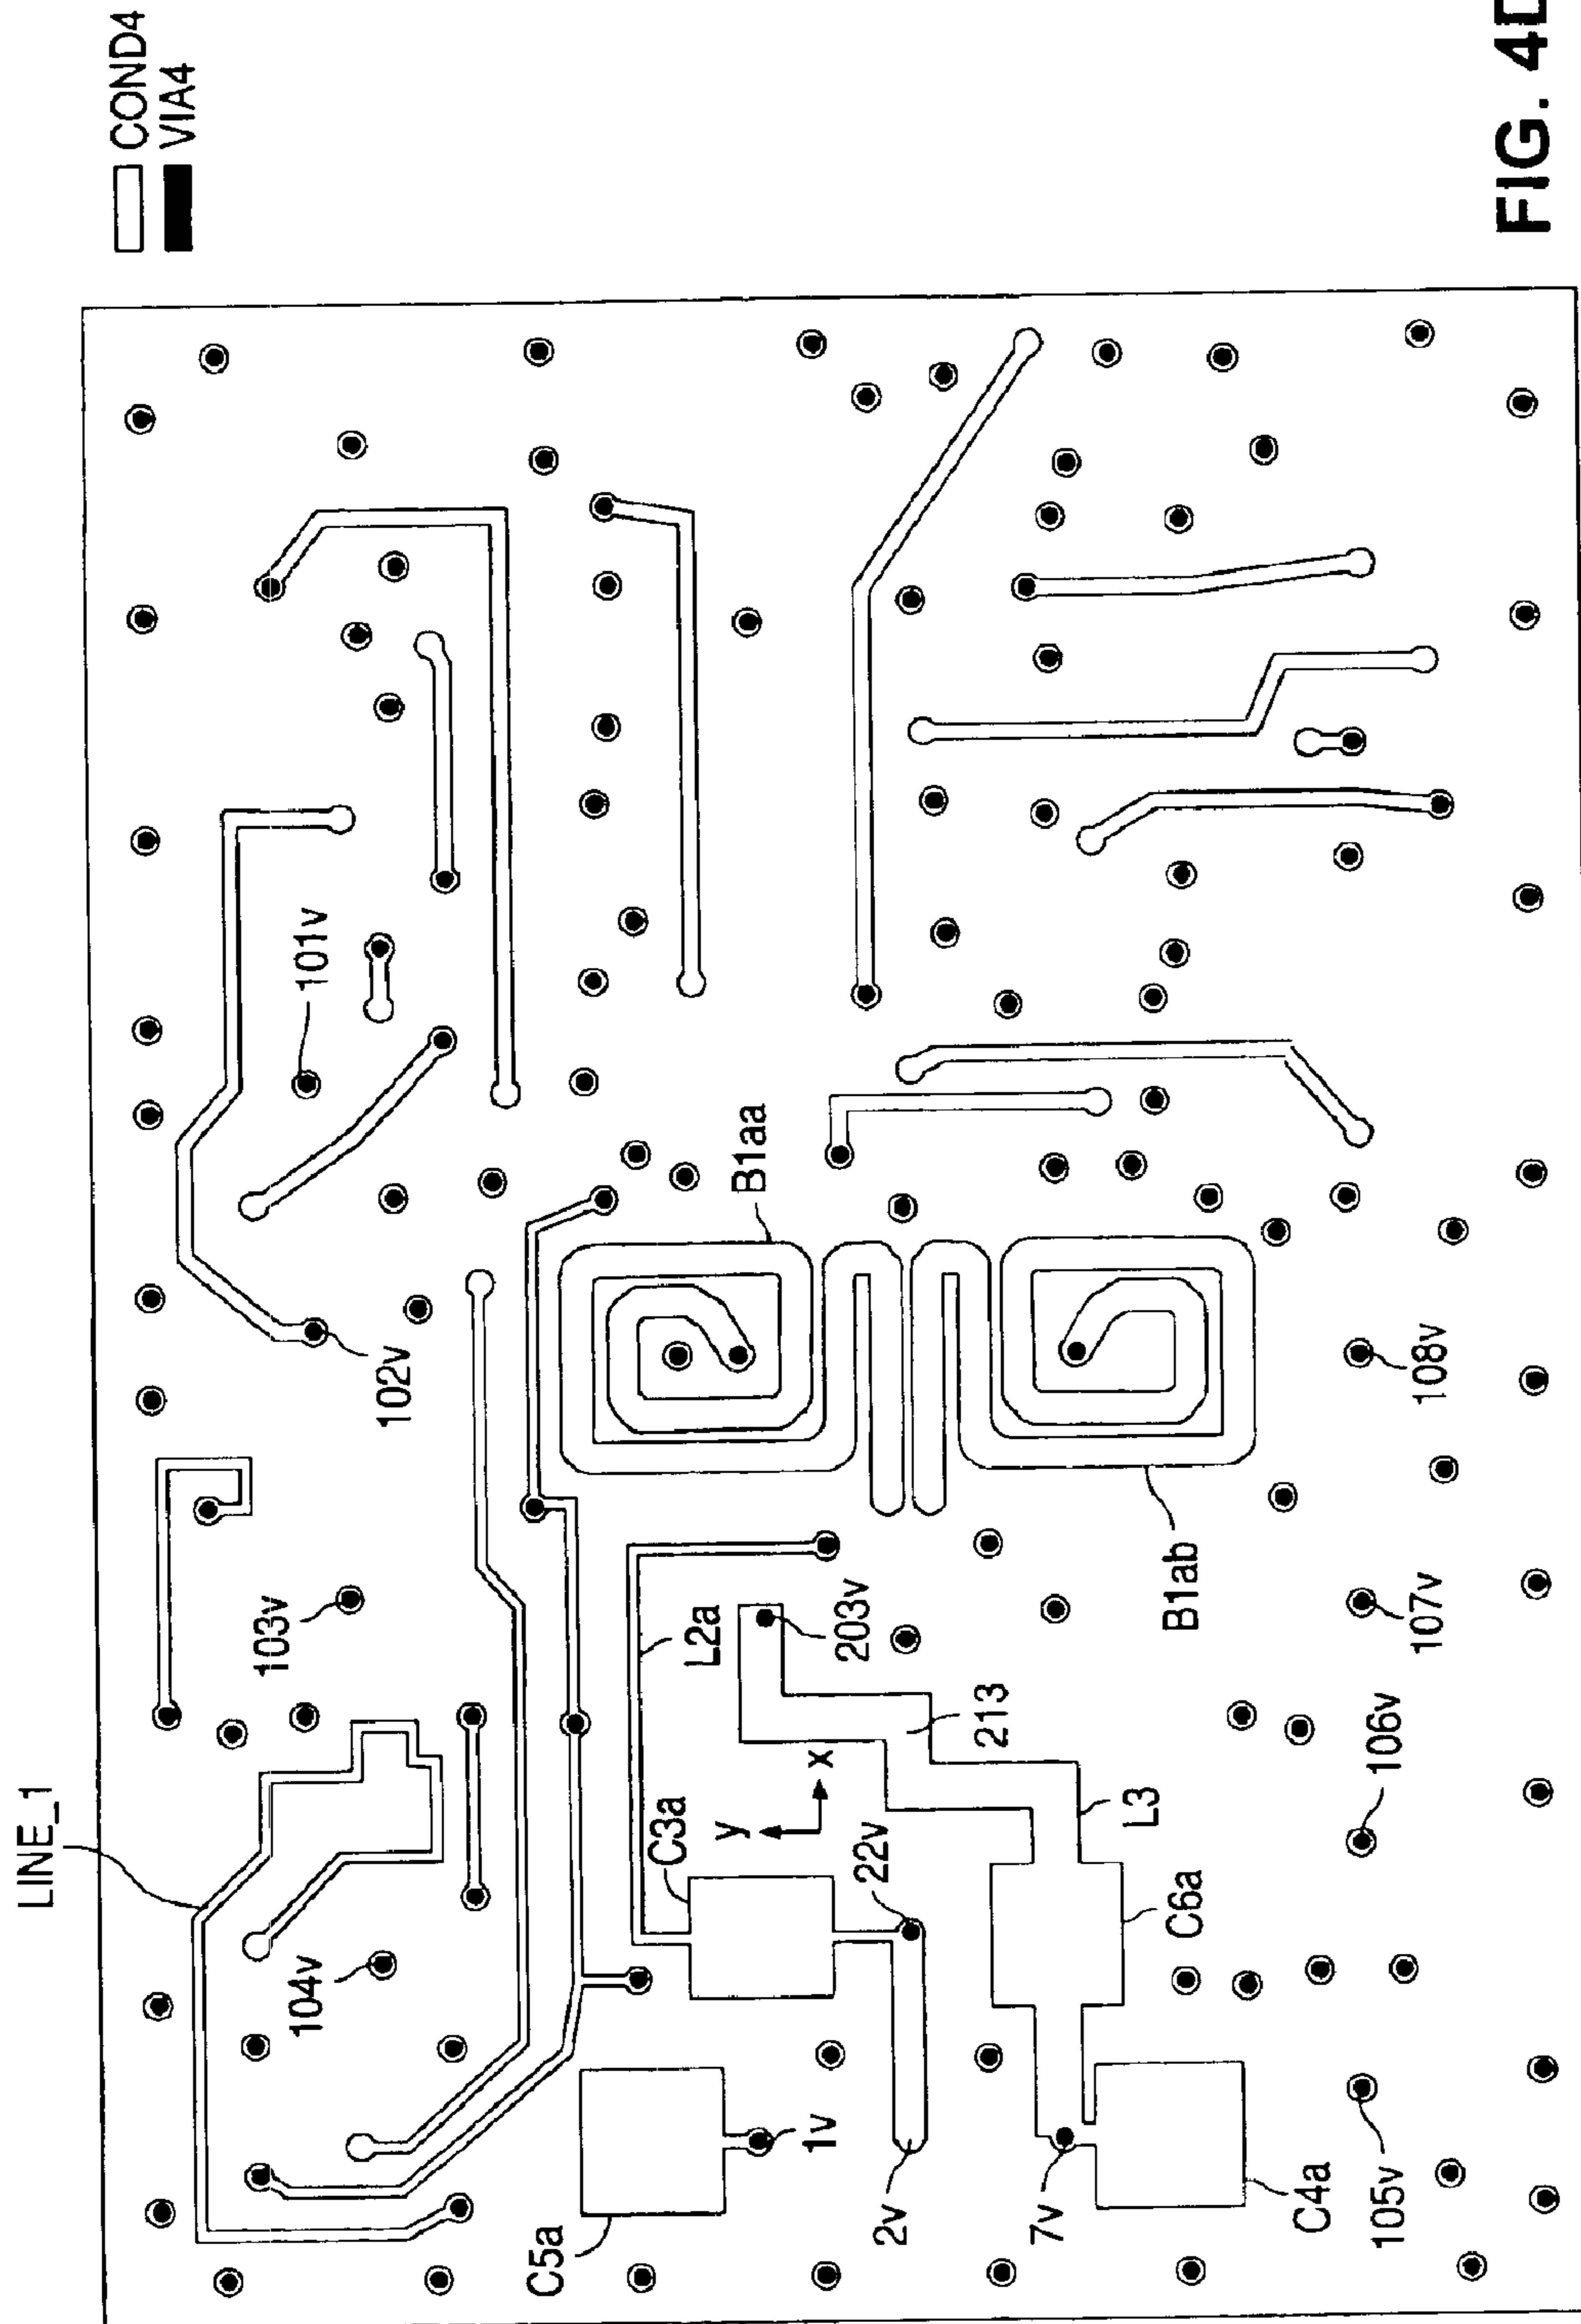 COND4
VIA4
LINE_1
101v
102v
103v
104v
B1aa
B1ab
L2a
203v
213
C3a
y
x
22v
L3
C6a
C5a
1v
2v
7v
C4a
105v
106v
107v
108v
FIG. 4D